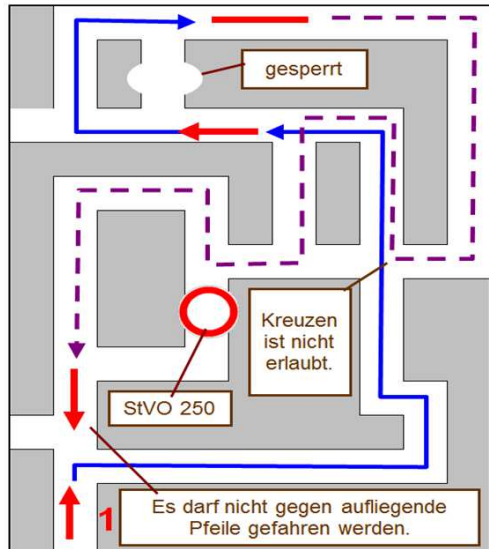 gesperrt
Kreuzen
ist nicht
erlaubt.
StVO 250
1
Es darf nicht gegen aufliegende
Pfeile gefahren werden.